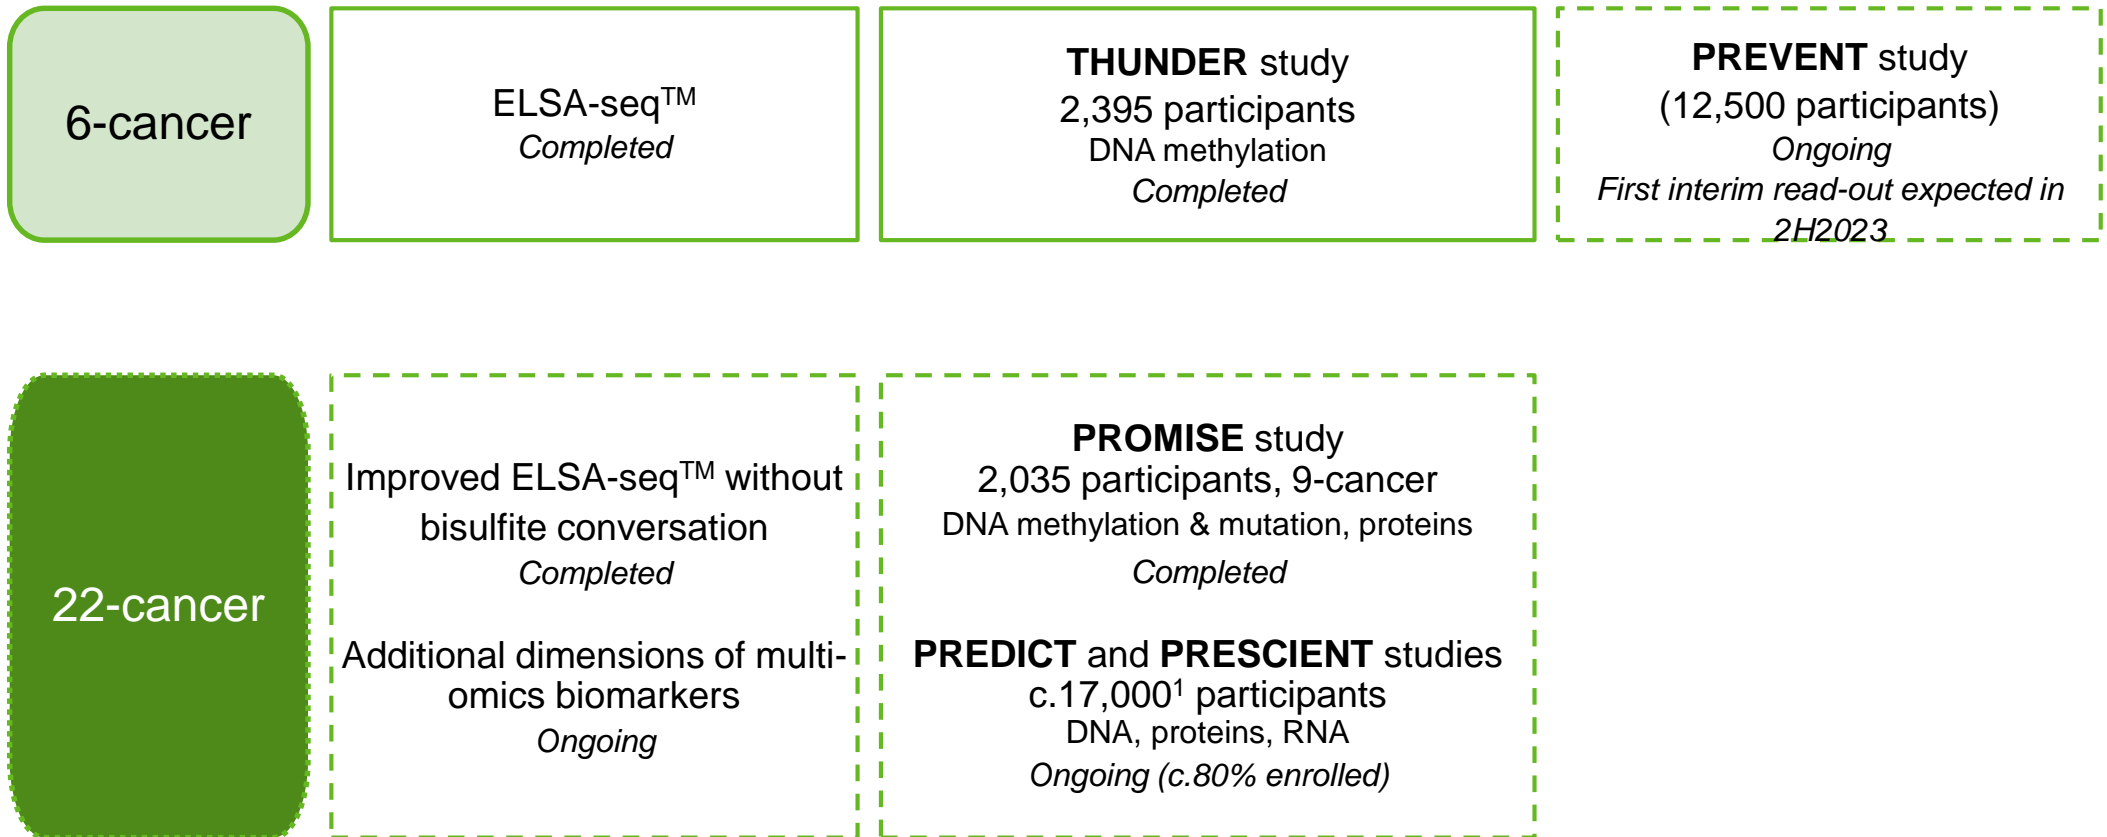 6-cancer
ELSA-seq™
Completed
THUNDER study
2,395 participants
DNA methylation
Completed
PREVENT study
(12,500 participants)
Ongoing
First interim read-out expected in
2H2023
22-cancer
Improved ELSA-seq™ without
bisulfite conversation
Completed
Additional dimensions of multi-
omics biomarkers
Ongoing
PROMISE study
2,035 participants, 9-cancer
DNA methylation & mutation, proteins
Completed
PREDICT and PRESCIENT studies
c.17,000¹ participants
DNA, proteins, RNA
Ongoing (c.80% enrolled)